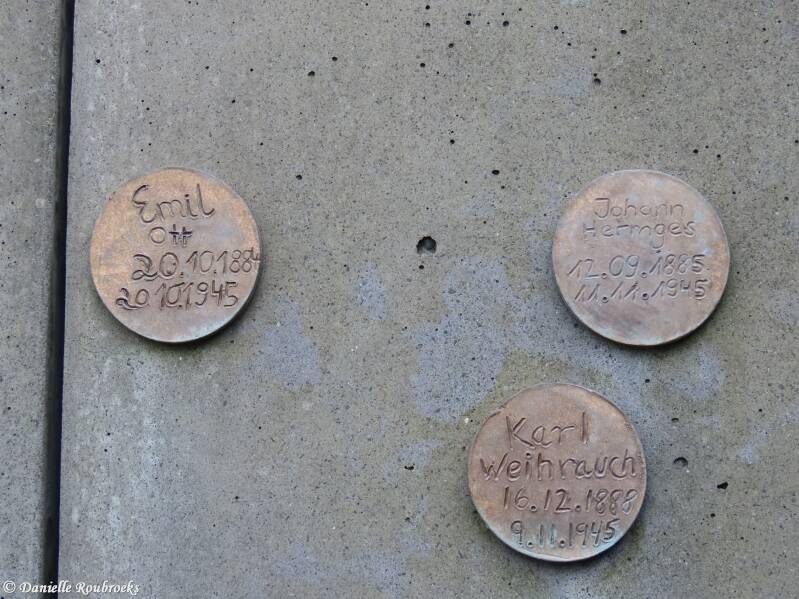 Emil
Ott
20.10.1884
20.10.1945
Johann
Hermges
12.09.1885
11.11.1945
Karl
Weihrauch
16.12.1888
9.11.1945
© Danielle Roubroeks